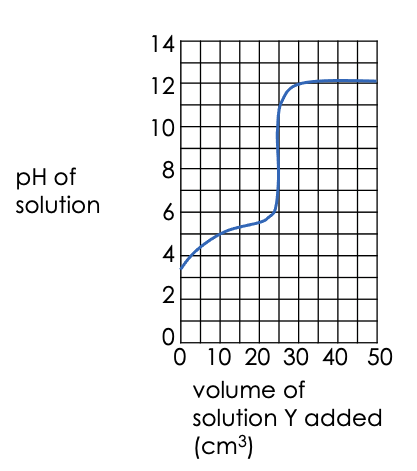 14
12
10
8
6
4
2
0
pH of
solution
0 10 20 30 40 50
volume of
solution Y added
(cm³)